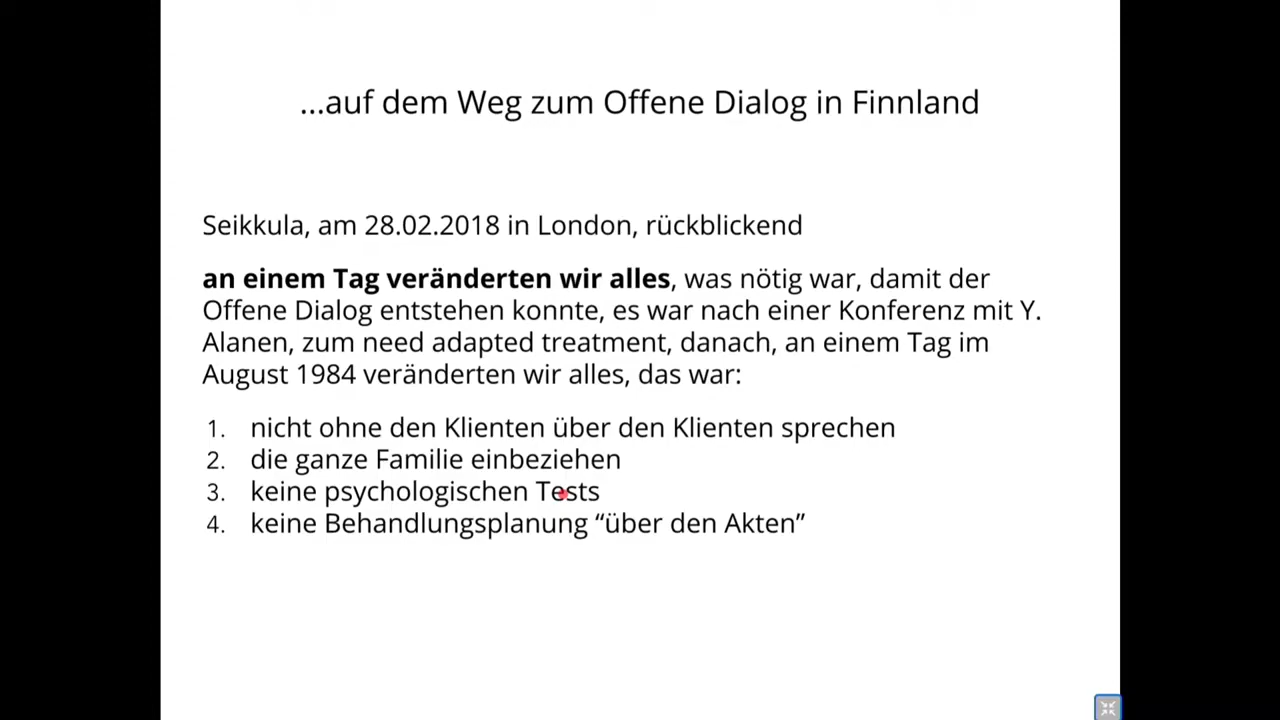 ...auf dem Weg zum Offene Dialog in Finnland
Seikkula, am 28.02.2018 in London, rückblickend
an einem Tag veränderten wir alles, was nötig war, damit der
Offene Dialog entstehen konnte, es war nach einer Konferenz mit Y.
Alanen, zum need adapted treatment, danach, an einem Tag im
August 1984 veränderten wir alles, das war:
1. nicht ohne den Klienten über den Klienten sprechen
2. die ganze Familie einbeziehen
3. keine psychologischen Tests
4. keine Behandlungsplanung “über den Akten”